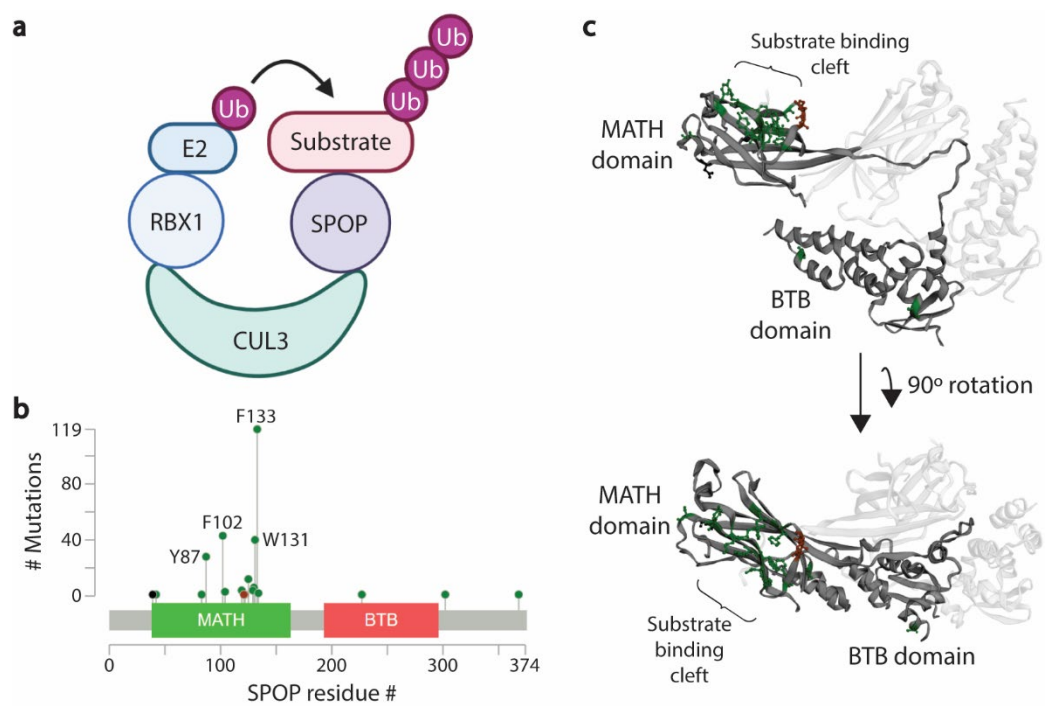 a
Ub
Ub
Ub
Ub
E2
Substrate
RBX1
SPOP
CUL3
b
# Mutations
119
80
40
0
F133
F102
W131
Y87
MATH
BTB
0
100
200
300
374
SPOP residue #
c
Substrate binding
cleft
MATH
domain
BTB
domain
90º rotation
MATH
domain
Substrate
binding
cleft
BTB domain